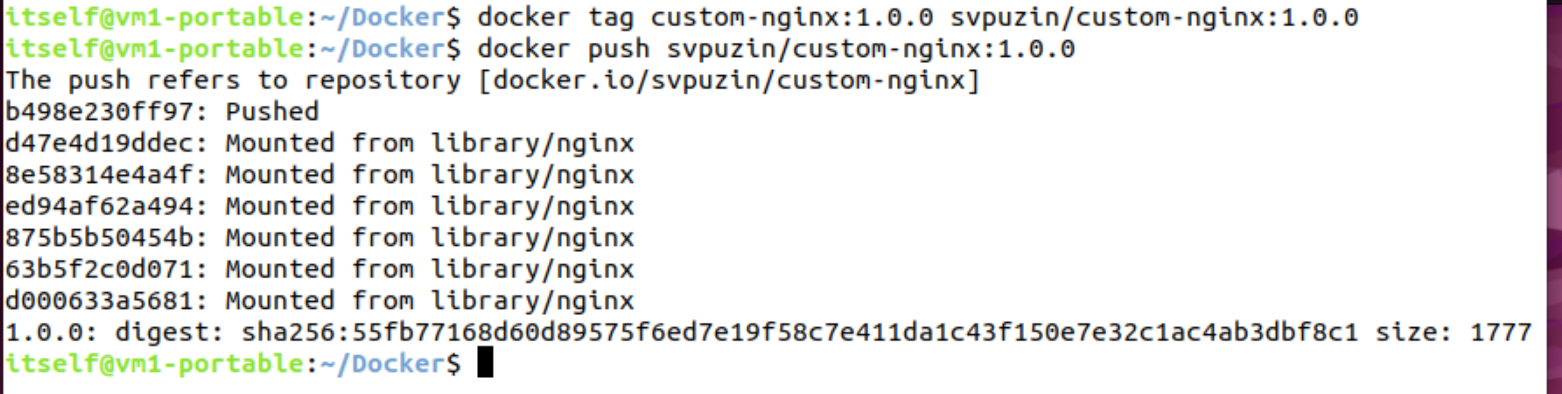 itself@vm1-portable:~/Docker$ docker tag custom-nginx:1.0.0 svpuzin/custom-nginx:1.0.0
itself@vm1-portable:~/Docker$ docker push svpuzin/custom-nginx:1.0.0
The push refers to repository [docker.io/svpuzin/custom-nginx]
b498e230ff97: Pushed
d47e4d19ddec: Mounted from library/nginx
8e58314e4a4f: Mounted from library/nginx
ed94af62a494: Mounted from library/nginx
875b5b50454b: Mounted from library/nginx
63b5f2c0d071: Mounted from library/nginx
d000633a5681: Mounted from library/nginx
1.0.0: digest: sha256:55fb77168d60d89575f6ed7e19f58c7e411da1c43f150e7e32c1ac4ab3dbf8c1 size: 1777
itself@vm1-portable:~/Docker$